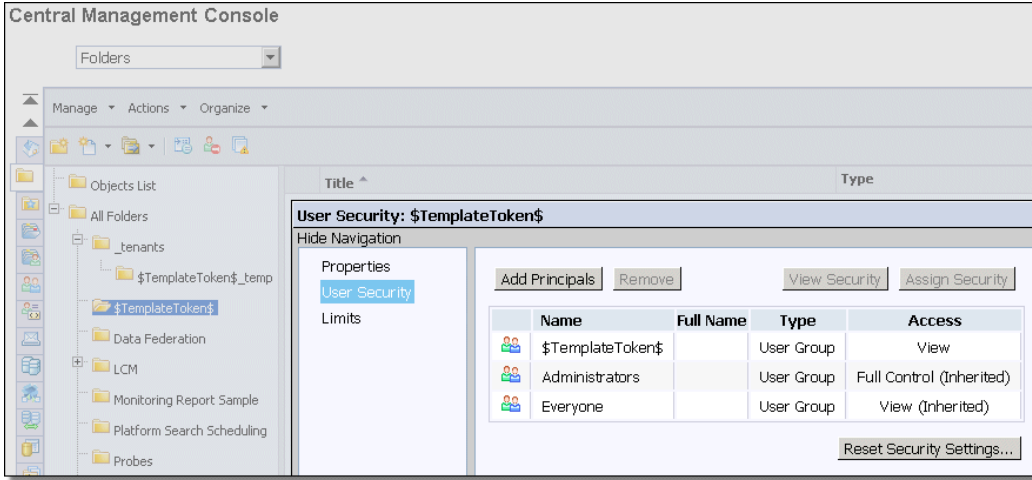 Central Management Console
Folders
Manage Actions Organize
Title Type
Objects List
All Folders
_tenants
$TemplateToken$_temp
$TemplateToken$
Data Federation
LCM
Monitoring Report Sample
Platform Search Scheduling
Probes
User Security: $TemplateToken$
Hide Navigation
Properties
User Security
Limits
Add Principals Remove View Security Assign Security
Name Full Name Type Access
$TemplateToken$ User Group View
Administrators User Group Full Control (Inherited)
Everyone User Group View (Inherited)
Reset Security Settings...